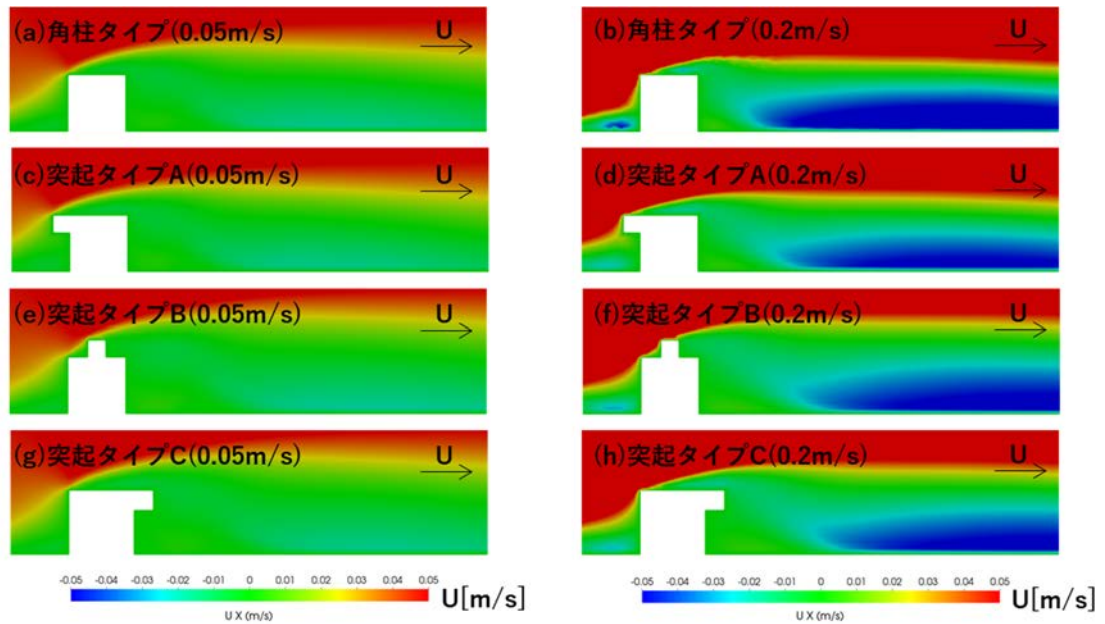 (a)角柱タイプ(0.05m/s) U
(b)角柱タイプ(0.2m/s) U
(c)突起タイプA(0.05m/s) U
(d)突起タイプA(0.2m/s) U
(e)突起タイプB(0.05m/s) U
(f)突起タイプB(0.2m/s) U
(g)突起タイプC(0.05m/s) U
(h)突起タイプC(0.2m/s) U
-0.05 -0.04 -0.03 -0.02 -0.01 0 0.01 0.02 0.03 0.04 0.05
U[m/s]
U X (m/s)
-0.05 -0.04 -0.03 -0.02 -0.01 0 0.01 0.02 0.03 0.04 0.05
U[m/s]
U X (m/s)